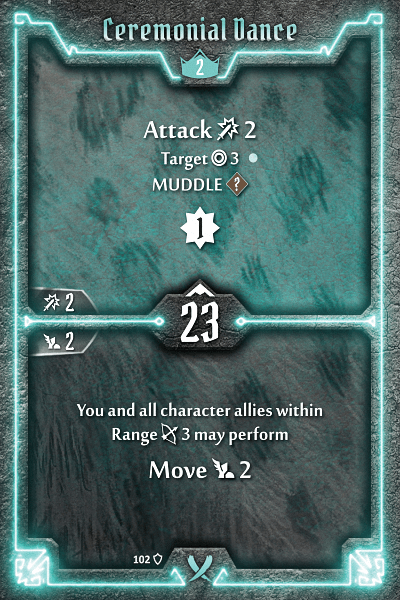 Ceremonial Dance
2
Attack 2
Target 3
MUDDLE ?
1
2
23
2
You and all character allies within
Range 3 may perform
Move 2
102